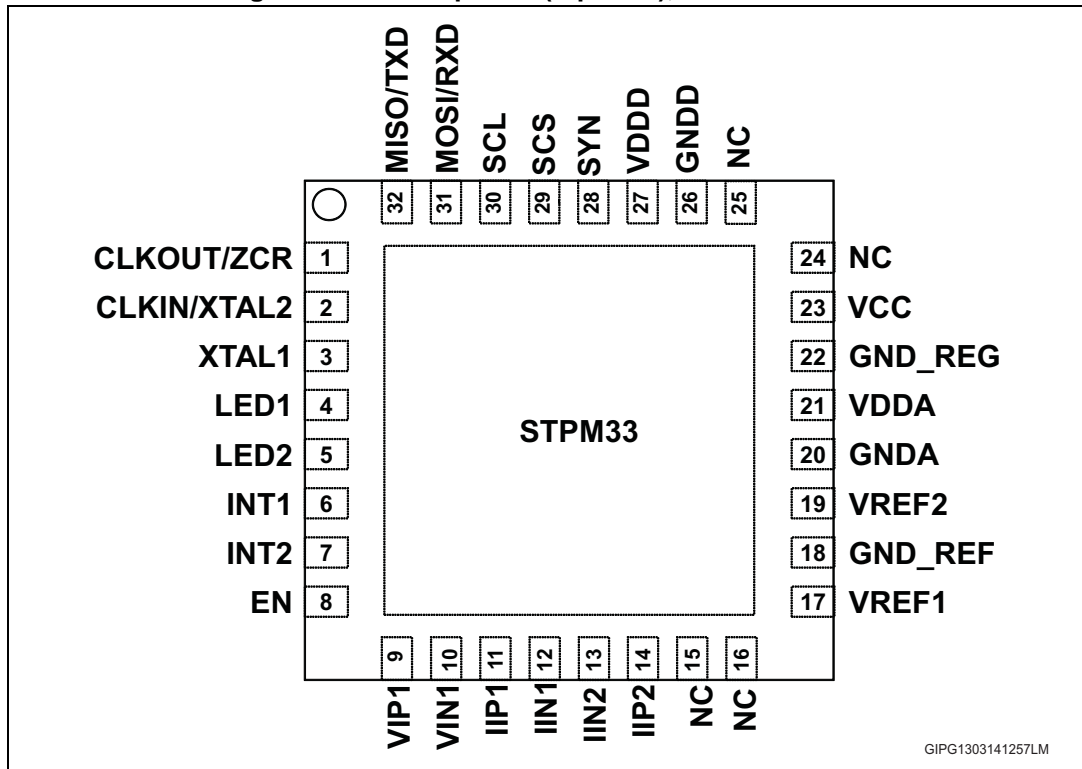 MISO/TXD
MOSI/RXD
SCL
SCS
SYN
VDDD
GNDD
NC
32
31
30
29
28
27
26
25
CLKOUT/ZCR 1
CLKIN/XTAL2 2
XTAL1 3
LED1 4
LED2 5
INT1 6
INT2 7
EN 8
STPM33
24 NC
23 VCC
22 GND_REG
21 VDDA
20 GNDA
19 VREF2
18 GND_REF
17 VREF1
9
10
11
12
13
14
15
16
VIP1
VIN1
IIP1
IIN1
IIN2
IIP2
NC
NC
GIPG1303141257LM